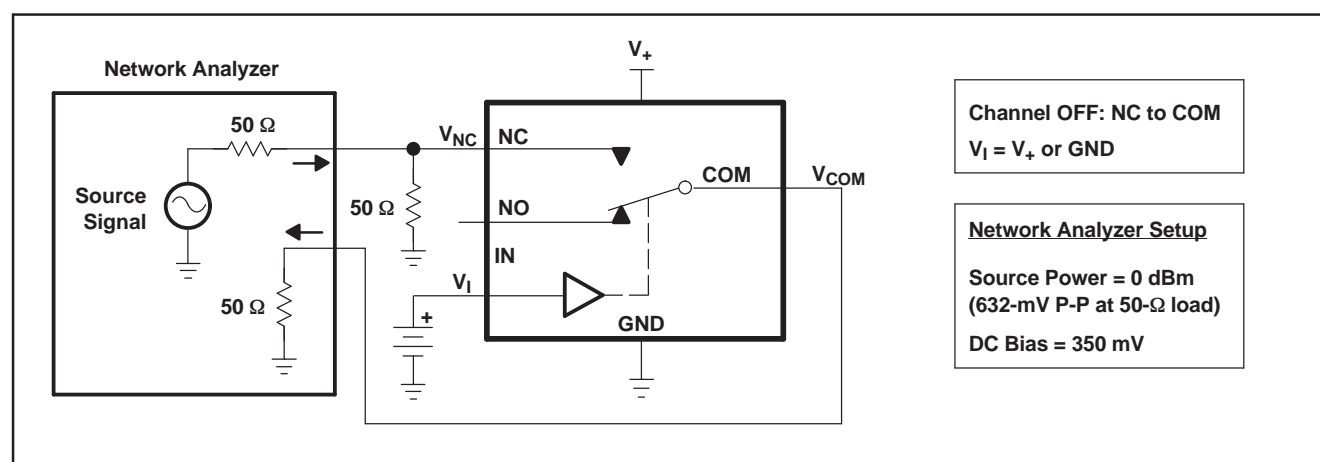 Network Analyzer
50 Ω
Source
Signal
50 Ω
50 Ω
V+
VNC
NC
NO
IN
VI
+
GND
COM
VCOM
Channel OFF: NC to COM
VI = V+ or GND
Network Analyzer Setup
Source Power = 0 dBm
(632-mV P-P at 50-Ω load)
DC Bias = 350 mV